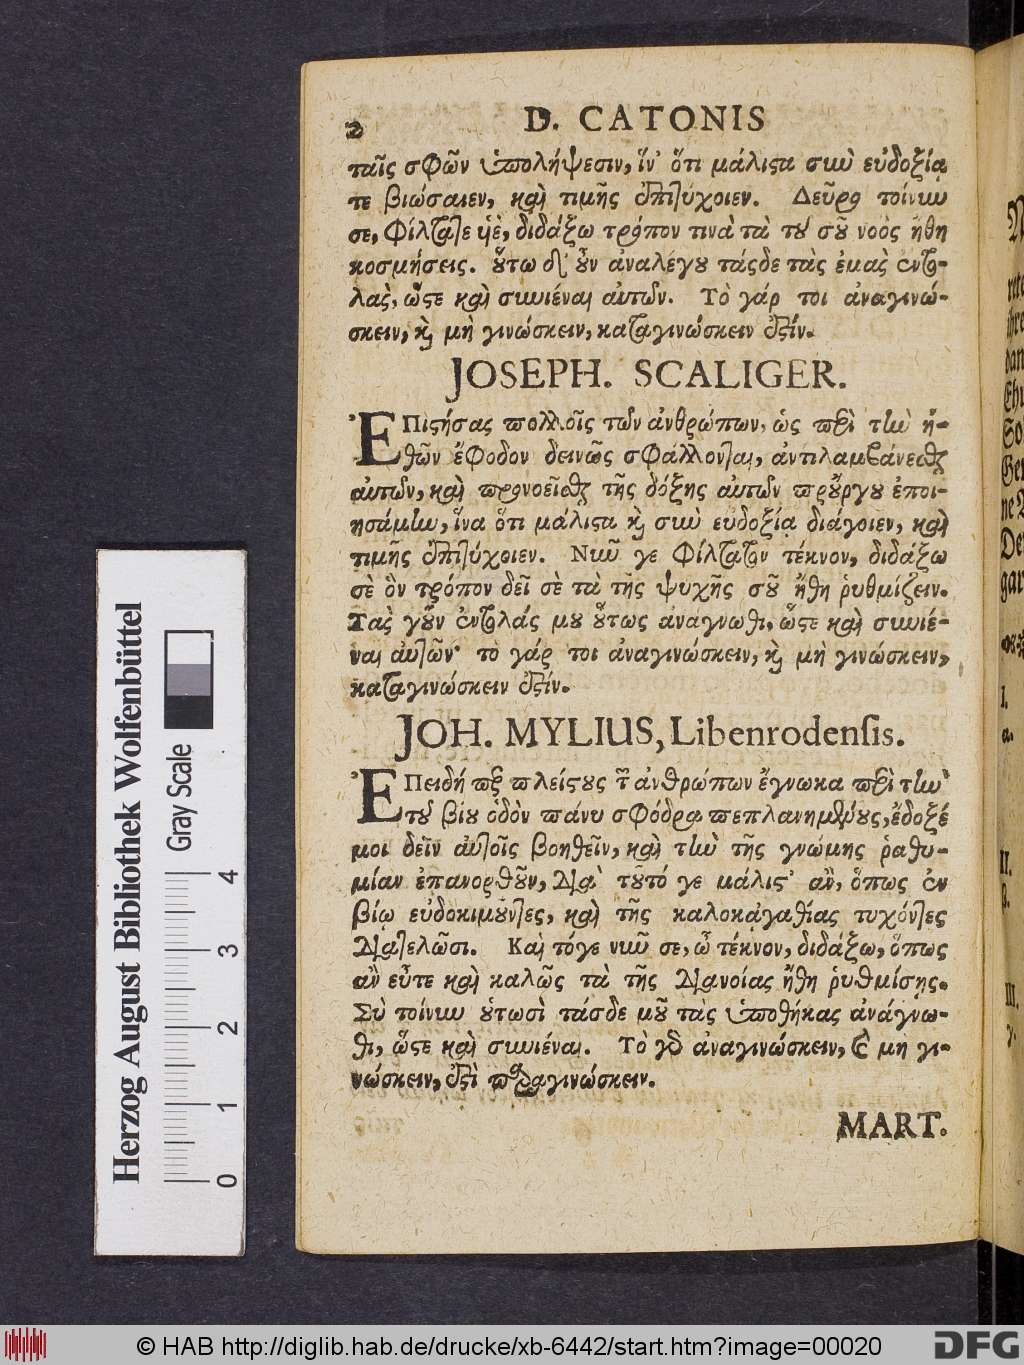 2 D. CATONIS
ταῖς σφῶν ὑπολήψεσιν, ἵν' ὅτι μάλιστα σὺν εὐδοξίᾳ
τε βιώσαιεν, καὶ τιμῆς ἐπιτύχοιεν. Δεῦρο τοίνυν
σε, Φίλτατε υἱὲ, διδάξω τρόπον τινὰ τὰ τοῦ σοῦ νοὸς ἤθη
κοσμήσεις. οὕτω δ' οὖν ἀναλέγου τάςδε τὰς ἐμὰς ἐντο-
λὰς, ὥστε καὶ συνιέναι αὐτῶν. Τὸ γάρ τοι ἀναγινώ-
σκειν, καὶ μὴ γινώσκειν, καταγινώσκειν ἐστίν.
JOSEPH. SCALIGER.
ἘΠιστήσας πολλοῖς τῶν ἀνθρώπων, ὡς περὶ τὴν ἠ-
θῶν ἔφοδον δεινῶς σφάλλονται, ἀντιλαμβάνεσθαι
αὐτῶν, καὶ προνοεῖσθαι τῆς δόξης αὐτῶν προὔργου ἐποι-
ησάμην, ἵνα ὅτι μάλιστα καὶ σὺν εὐδοξίᾳ διάγοιεν, καὶ
τιμῆς ἐπιτύχοιεν. Νῦν γε φίλτατον τέκνον, διδάξω
σὲ ὃν τρόπον δεῖ σὲ τὰ τῆς ψυχῆς σοῦ ἤθη ῥυθμίζειν.
Τὰς γοῦν ἐντολάς μου οὕτως ἀνάγνωθι, ὥστε καὶ συνιέ-
ναι αὐτῶν· τὸ γάρ τοι ἀναγινώσκειν, καὶ μὴ γινώσκειν,
καταγινώσκειν ἐστίν.
JOH. MYLIUS, Libenrodenſis.
ἘΠειδή περ πλείστους τῶν ἀνθρώπων ἔγνωκα περὶ τὴν
τοῦ βίου ὁδὸν πάνυ σφόδρα πεπλανημένους, ἔδοξέ
μοι δεῖν αὐτοῖς βοηθεῖν, καὶ τὴν τῆς γνώμης ῥαθυ-
μίαν ἐπανορθοῦν, διὰ τοῦτό γε μάλιστ' ἂν, ὅπως ἐν
βίῳ εὐδοκιμοῦντες, καὶ τῆς καλοκἀγαθίας τυχόντες
διατελῶσι. Καὶ τόγε νῦν σε, ὦ τέκνον, διδάξω, ὅπως
ἂν εὖτε καὶ καλῶς τὰ τῆς διανοίας ἤθη ῥυθμίσῃς.
Σὺ τοίνυν οὑτωσὶ τάσδε μοῦ τὰς ὑποθήκας ἀνάγνω-
θι, ὥστε καὶ συνιέναι. Τὸ γὰρ ἀναγινώσκειν, καὶ μὴ γι-
νώσκειν, ἐστὶ παραγινώσκειν.
MART.
Herzog August Bibliothek Wolfenbüttel
Gray Scale
0 1 2 3 4
© HAB http://diglib.hab.de/drucke/xb-6442/start.htm?image=00020
DFG